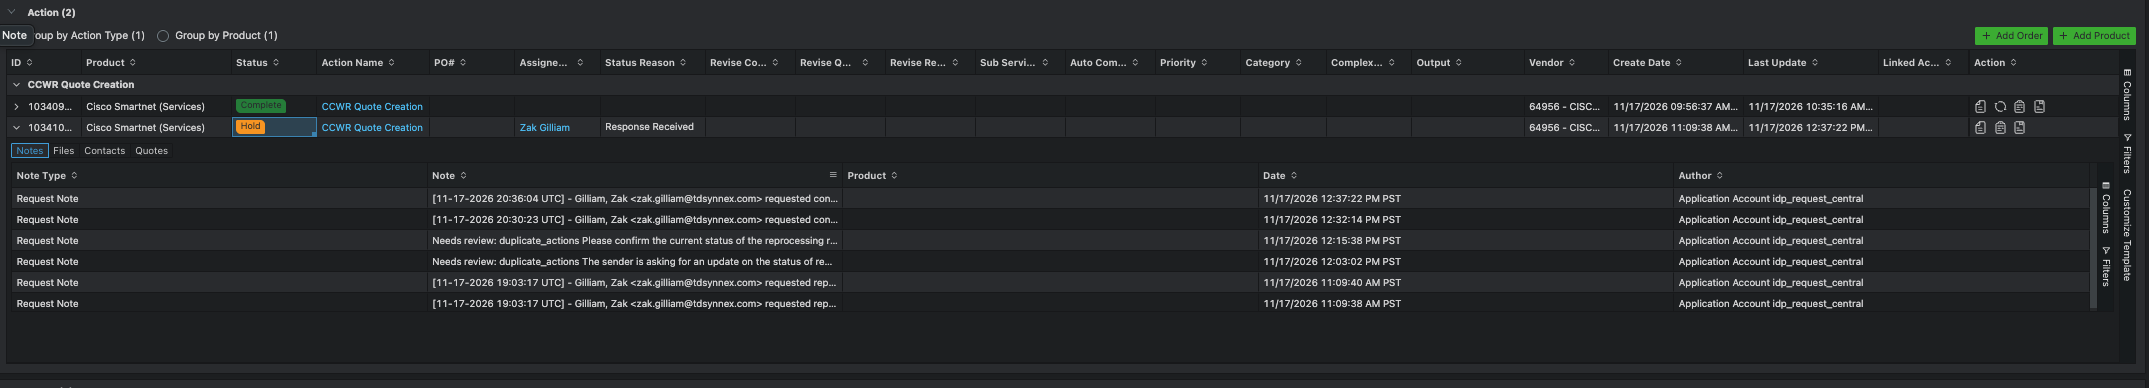 Action (2)
Note
oup by Action Type (1) Group by Product (1)
+ Add Order + Add Product
ID Product Status Action Name PO# Assigne... Status Reason Revise Co... Revise Q... Revise Re... Sub Servi... Auto Com... Priority Category Complex... Output Vendor Create Date Last Update Linked Ac... Action
CCWR Quote Creation
103409... Cisco Smartnet (Services) Complete CCWR Quote Creation 64956 - CISC... 11/17/2026 09:56:37 AM... 11/17/2026 10:35:16 AM...
103410... Cisco Smartnet (Services) Hold CCWR Quote Creation Zak Gilliam Response Received 64956 - CISC... 11/17/2026 11:09:38 AM... 11/17/2026 12:37:22 PM...
Notes Files Contacts Quotes
Note Type Note Product Date Author
Request Note [11-17-2026 20:36:04 UTC] - Gilliam, Zak <zak.gilliam@tdsynnex.com> requested con... 11/17/2026 12:37:22 PM PST Application Account idp_request_central
Request Note [11-17-2026 20:30:23 UTC] - Gilliam, Zak <zak.gilliam@tdsynnex.com> requested con... 11/17/2026 12:32:14 PM PST Application Account idp_request_central
Request Note Needs review: duplicate_actions Please confirm the current status of the reprocessing r... 11/17/2026 12:15:38 PM PST Application Account idp_request_central
Request Note Needs review: duplicate_actions The sender is asking for an update on the status of re... 11/17/2026 12:03:02 PM PST Application Account idp_request_central
Request Note [11-17-2026 19:03:17 UTC] - Gilliam, Zak <zak.gilliam@tdsynnex.com> requested rep... 11/17/2026 11:09:40 AM PST Application Account idp_request_central
Request Note [11-17-2026 19:03:17 UTC] - Gilliam, Zak <zak.gilliam@tdsynnex.com> requested rep... 11/17/2026 11:09:38 AM PST Application Account idp_request_central
Columns
Filters
Columns
Filters
Customize Template